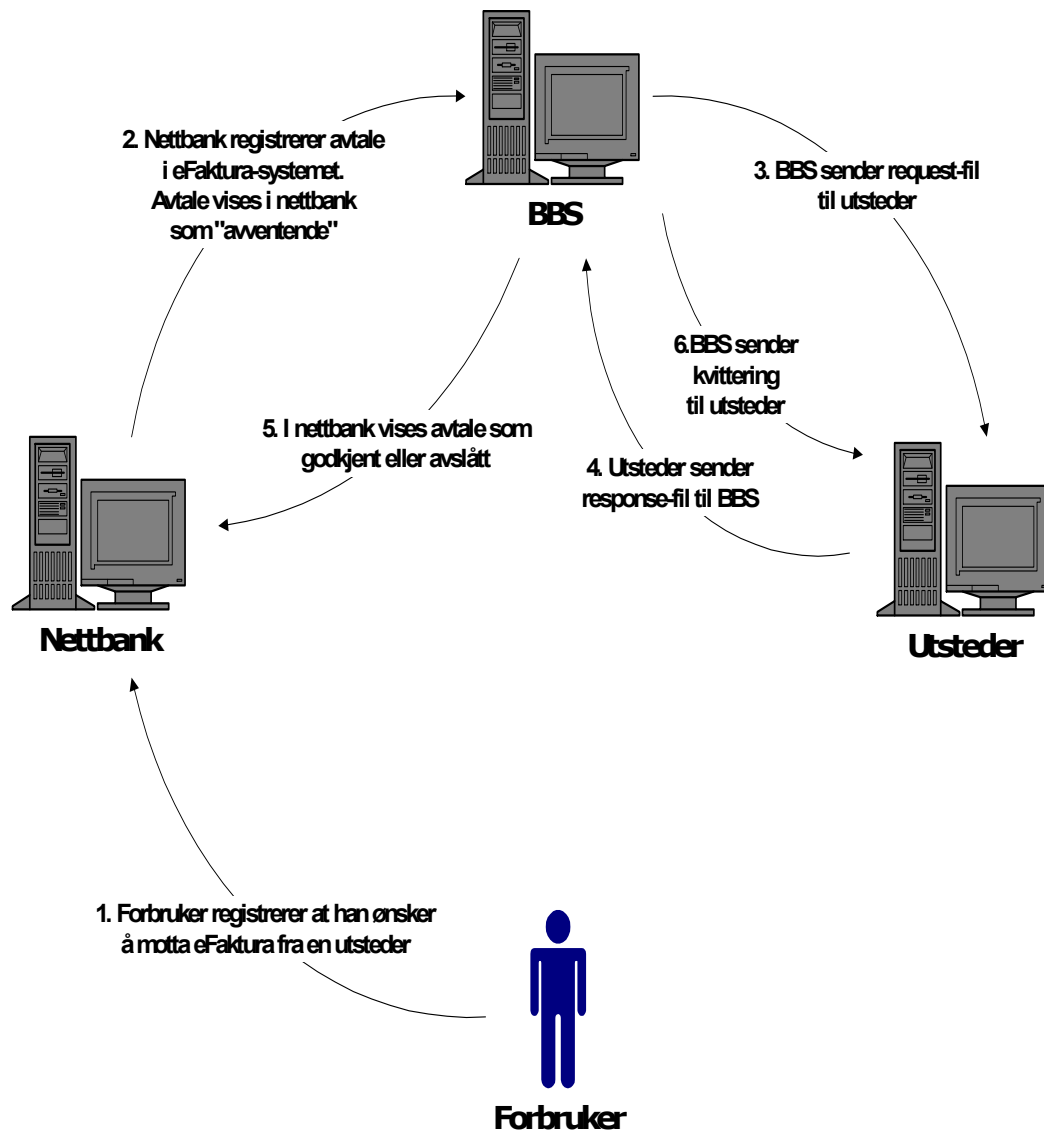 2. Nettbank registrerer avtale
i eFaktura-systemet.
Avtale vises i nettbank
som "avventende"
BBS
3. BBS sender request-fil
til utsteder
6.BBS sender
kvittering
til utsteder
5. I nettbank vises avtale som
godkjent eller avslått
4. Utsteder sender
response-fil til BBS
Nettbank
Utsteder
1. Forbruker registrerer at han ønsker
å motta eFaktura fra en utsteder
Forbruker